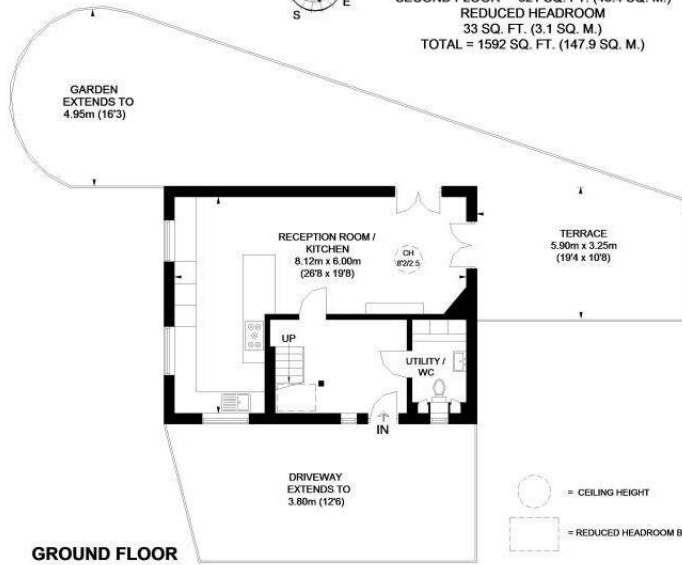 E
S
REDUCED HEADROOM
33 SQ. FT. (3.1 SQ. M.)
TOTAL = 1592 SQ. FT. (147.9 SQ. M.)
GARDEN
EXTENDS TO
4.95m (16'3)
RECEPTION ROOM /
KITCHEN
8.12m x 6.00m
(26'8 x 19'8)
CH
8'2/2.5
TERRACE
5.90m x 3.25m
(19'4 x 10'8)
UP
UTILITY /
WC
IN
DRIVEWAY
EXTENDS TO
3.80m (12'6)
= CEILING HEIGHT
= REDUCED HEADROOM B
GROUND FLOOR